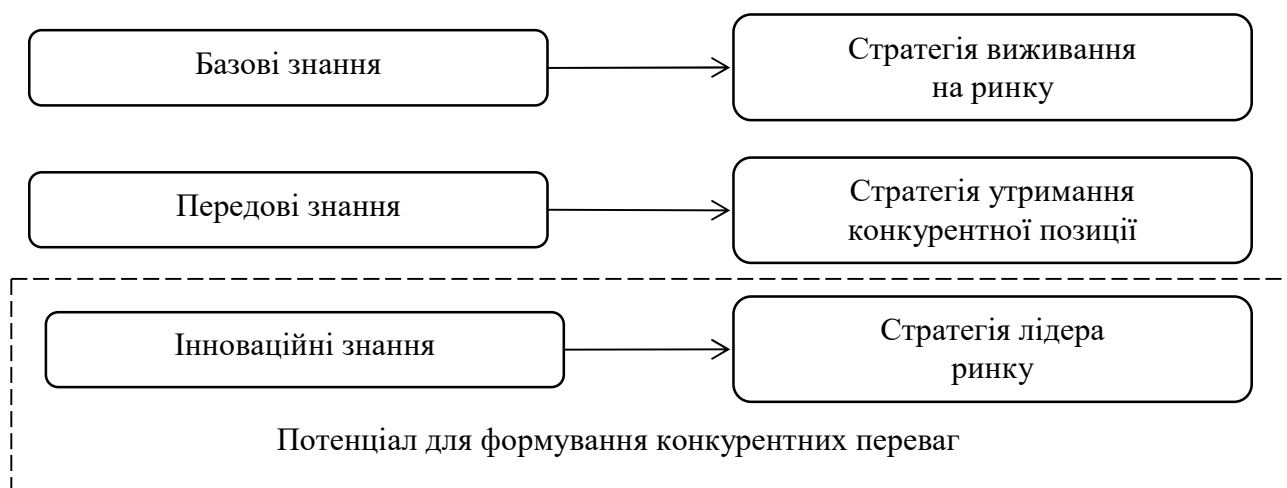 Базові знання
Стратегія виживання
на ринку
Передові знання
Стратегія утримання
конкурентної позиції
Інноваційні знання
Стратегія лідера
ринку
Потенціал для формування конкурентних переваг